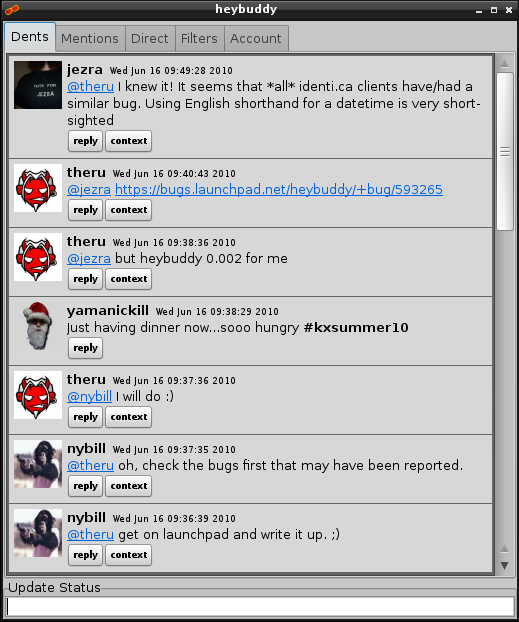 heybuddy
Dents Mentions Direct Filters Account
jezra Wed Jun 16 09:49:28 2010
@theru I knew it! It seems that *all* identi.ca clients have/had a
similar bug. Using English shorthand for a datetime is very short-
sighted
reply context
theru Wed Jun 16 09:40:43 2010
@jezra https://bugs.launchpad.net/heybuddy/+bug/593265
reply context
theru Wed Jun 16 09:38:36 2010
@jezra but heybuddy 0.002 for me
reply context
yamanickill Wed Jun 16 09:38:29 2010
Just having dinner now...sooo hungry #kxsummer10
reply
theru Wed Jun 16 09:37:36 2010
@nybill I will do :)
reply context
nybill Wed Jun 16 09:37:35 2010
@theru oh, check the bugs first that may have been reported.
reply context
nybill Wed Jun 16 09:36:39 2010
@theru get on launchpad and write it up. ;)
reply context
Update Status